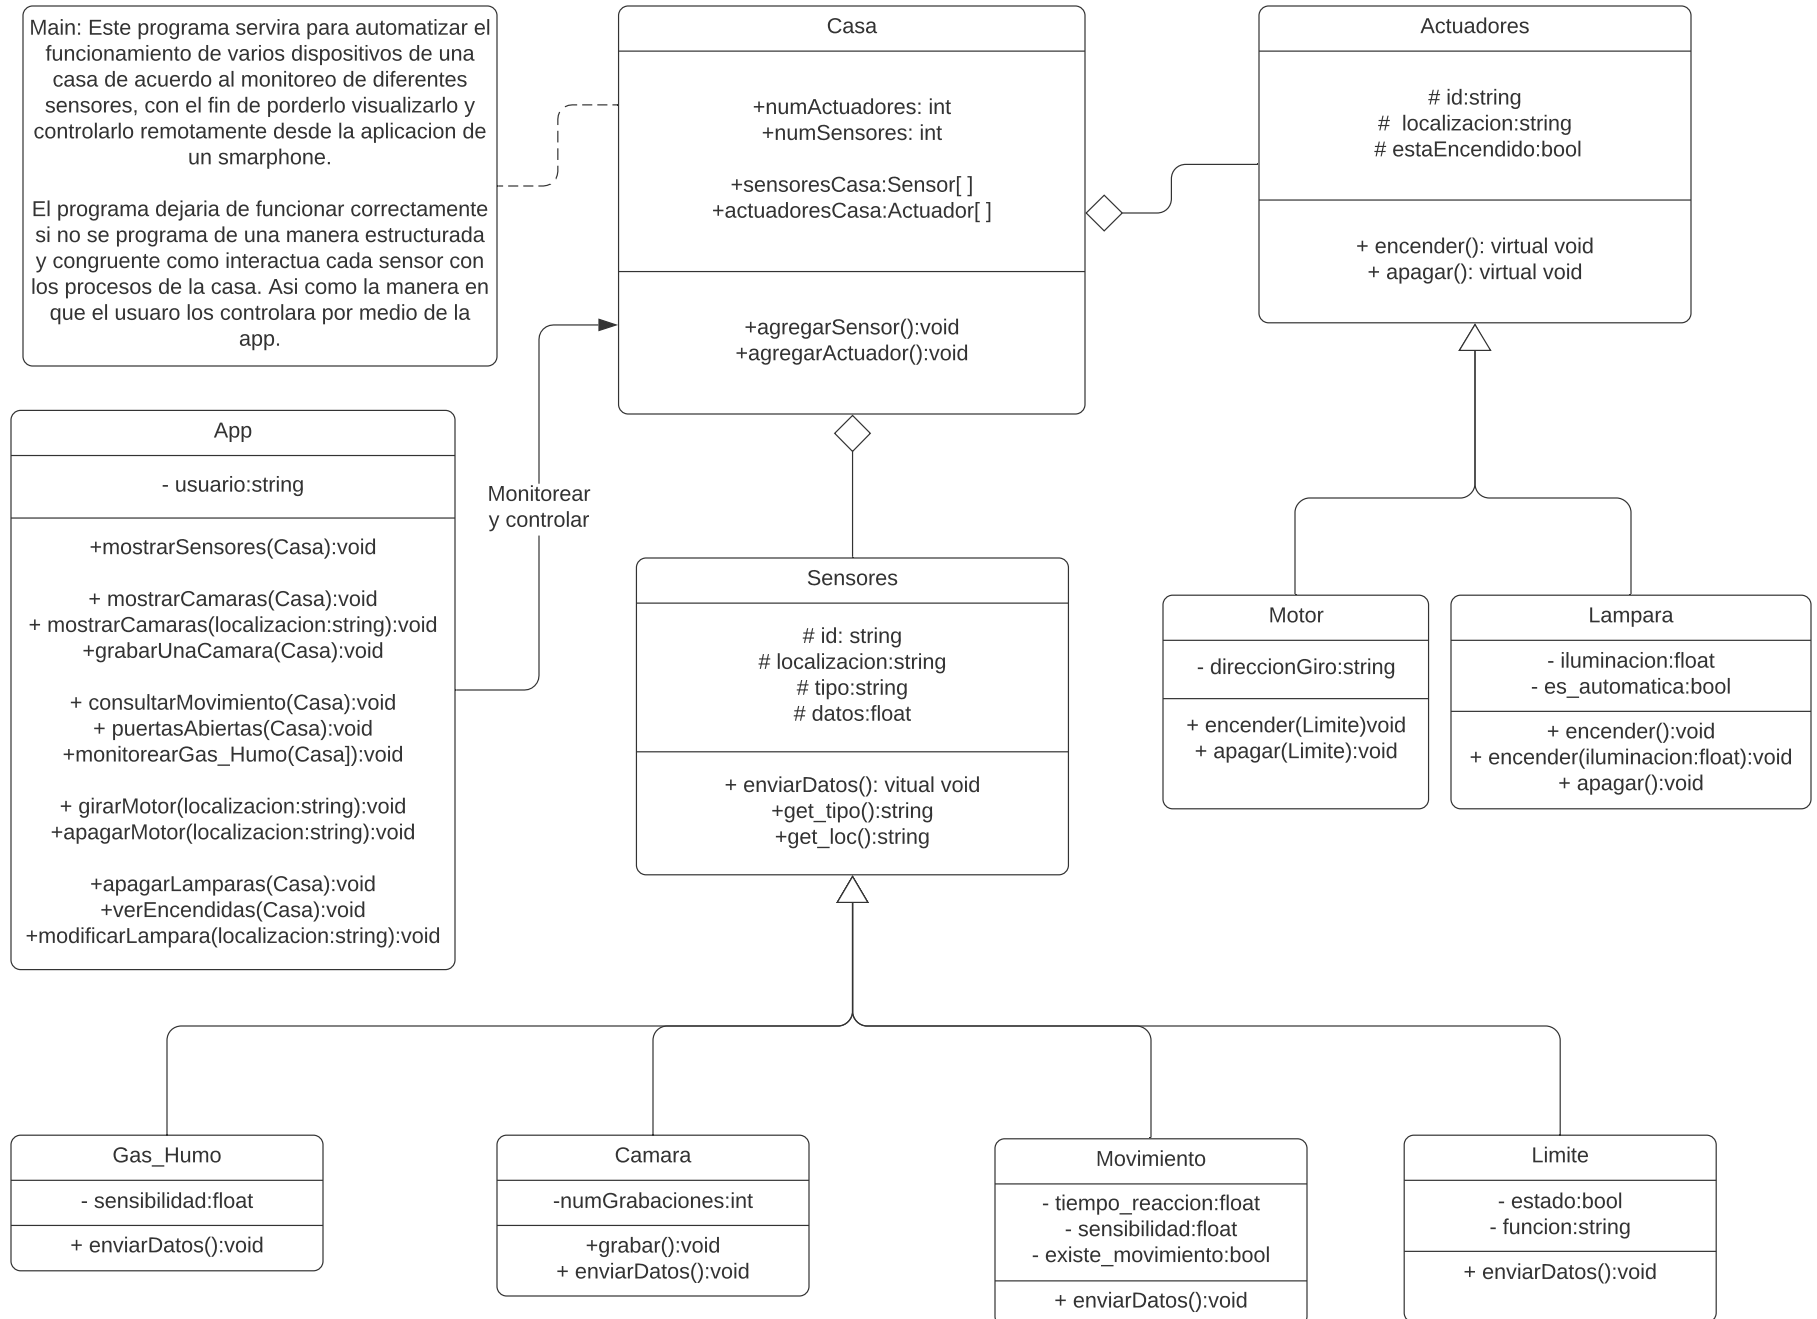 Main: Este programa servira para automatizar el
funcionamiento de varios dispositivos de una
casa de acuerdo al monitoreo de diferentes
sensores, con el fin de porderlo visualizarlo y
controlarlo remotamente desde la aplicacion de
un smarphone.
El programa dejaria de funcionar correctamente
si no se programa de una manera estructurada
y congruente como interactua cada sensor con
los procesos de la casa. Asi como la manera en
que el usuaro los controlara por medio de la
app.
Casa
+numActuadores: int
+numSensores: int
+sensoresCasa:Sensor[ ]
+actuadoresCasa:Actuador[ ]
+agregarSensor():void
+agregarActuador():void
Actuadores
# id:string
#  localizacion:string
# estaEncendido:bool
+ encender(): virtual void
+ apagar(): virtual void
App
- usuario:string
+mostrarSensores(Casa):void
+ mostrarCamaras(Casa):void
+ mostrarCamaras(localizacion:string):void
+grabarUnaCamara(Casa):void
+ consultarMovimiento(Casa):void
+ puertasAbiertas(Casa):void
+monitorearGas_Humo(Casa]):void
+ girarMotor(localizacion:string):void
+apagarMotor(localizacion:string):void
+apagarLamparas(Casa):void
+verEncendidas(Casa):void
+modificarLampara(localizacion:string):void
Monitorear
y controlar
Sensores
# id: string
# localizacion:string
# tipo:string
# datos:float
+ enviarDatos(): vitual void
+get_tipo():string
+get_loc():string
Motor
- direccionGiro:string
+ encender(Limite)void
+ apagar(Limite):void
Lampara
- iluminacion:float
- es_automatica:bool
+ encender():void
+ encender(iluminacion:float):void
+ apagar():void
Gas_Humo
- sensibilidad:float
+ enviarDatos():void
Camara
-numGrabaciones:int
+grabar():void
+ enviarDatos():void
Movimiento
- tiempo_reaccion:float
- sensibilidad:float
- existe_movimiento:bool
+ enviarDatos():void
Limite
- estado:bool
- funcion:string
+ enviarDatos():void